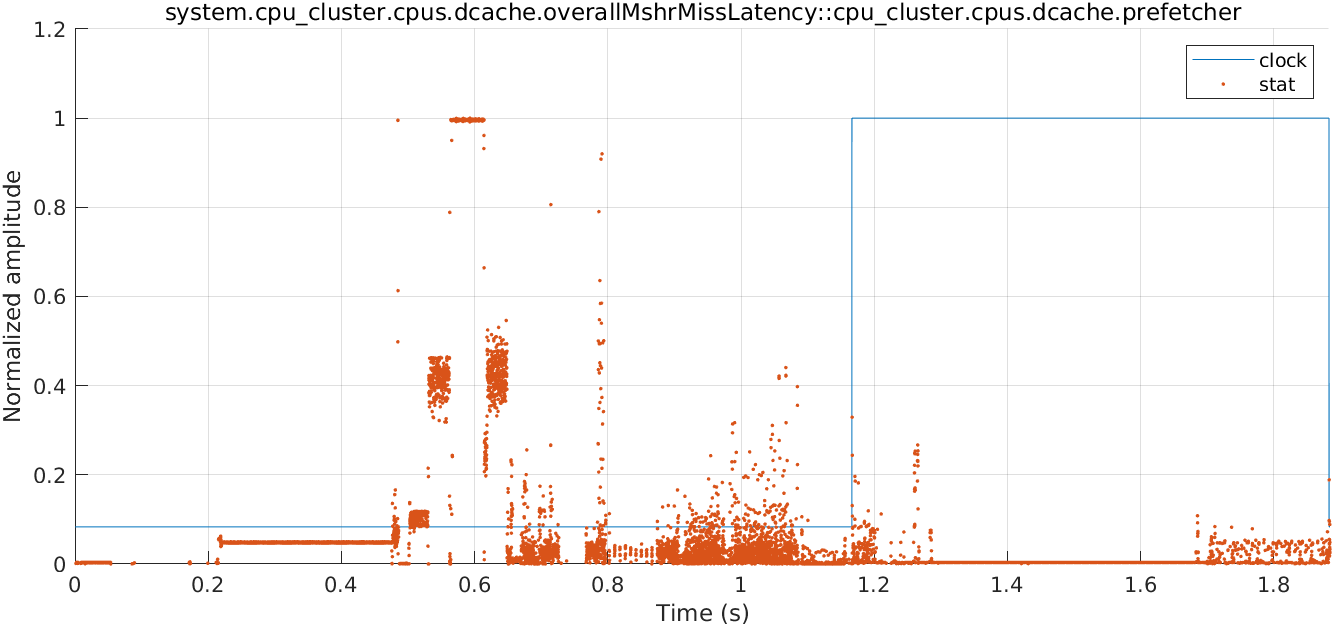 system.cpu_cluster.cpus.dcache.overallMshrMissLatency::cpu_cluster.cpus.dcache.prefetcher
1.2
1
0.8
0.6
0.4
0.2
0
Normalized amplitude
clock
stat
0 0.2 0.4 0.6 0.8 1 1.2 1.4 1.6 1.8
Time (s)